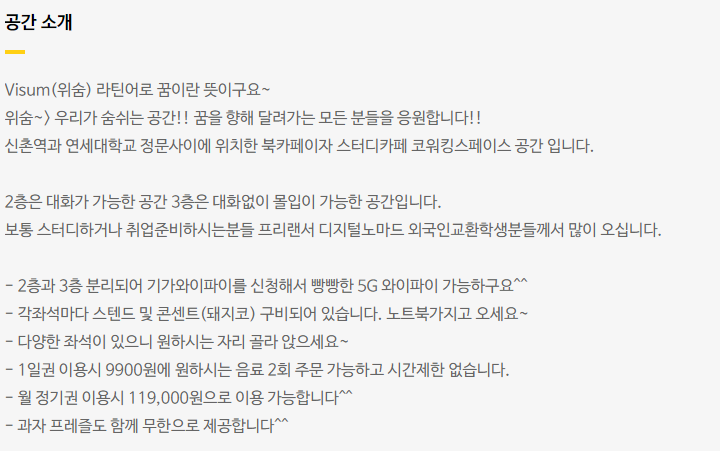 공간 소개
Visum(위숨) 라틴어로 꿈이란 뜻이구요~
위숨~> 우리가 숨쉬는 공간!! 꿈을 향해 달려가는 모든 분들을 응원합니다!!
신촌역과 연세대학교 정문사이에 위치한 북카페이자 스터디카페 코워킹스페이스 공간 입니다.
2층은 대화가 가능한 공간 3층은 대화없이 몰입이 가능한 공간입니다.
보통 스터디하거나 취업준비하시는분들 프리랜서 디지털노마드 외국인교환학생분들께서 많이 오십니다.
- 2층과 3층 분리되어 기가와이파이를 신청해서 빵빵한 5G 와이파이 가능하구요^^
- 각좌석마다 스텐드 및 콘센트(돼지코) 구비되어 있습니다. 노트북가지고 오세요~
- 다양한 좌석이 있으니 원하시는 자리 골라 앉으세요~
- 1일권 이용시 9900원에 원하시는 음료 2회 주문 가능하고 시간제한 없습니다.
- 월 정기권 이용시 119,000원으로 이용 가능합니다^^
- 과자 프레즐도 함께 무한으로 제공합니다^^